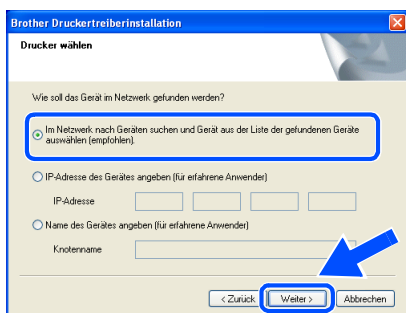 Brother Druckertreiberinstallation
Drucker wählen
Wie soll das Gerät im Netzwerk gefunden werden?
Im Netzwerk nach Geräten suchen und Gerät aus der Liste der gefundenen Geräte
auswählen (empfohlen).
IP-Adresse des Gerätes angeben (für erfahrene Anwender)
IP-Adresse
Name des Gerätes angeben (für erfahrene Anwender)
Knotenname
< Zurück Weiter > Abbrechen